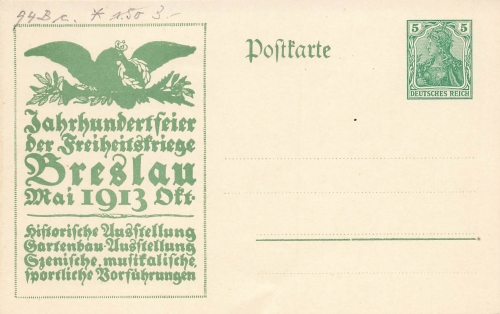 94B c. * 1.50 3.-
Postkarte
5 5
DEUTSCHES REICH
Jahrhundertfeier
der Freiheitskriege
Breslau
Mai 1913 Okt.
Historische Ausstellung
Gartenbau-Ausstellung
Szenische, musikalische,
sportliche Vorführungen